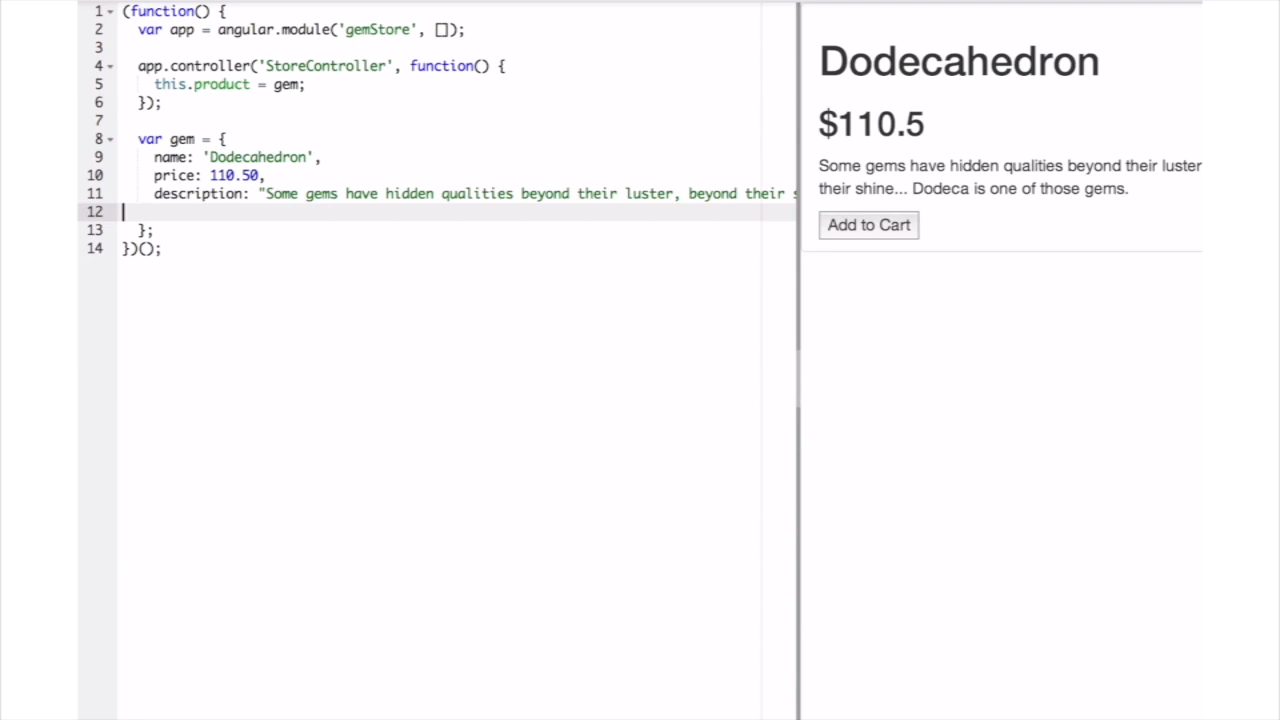 1 (function() {
2 var app = angular.module('gemStore', []);
3
4 app.controller('StoreController', function() {
5 this.product = gem;
6 });
7
8 var gem = {
9 name: 'Dodecahedron',
10 price: 110.50,
11 description: "Some gems have hidden qualities beyond their luster, beyond their s
12
13 };
14 })();
Dodecahedron
$110.5
Some gems have hidden qualities beyond their luster
their shine... Dodeca is one of those gems.
Add to Cart